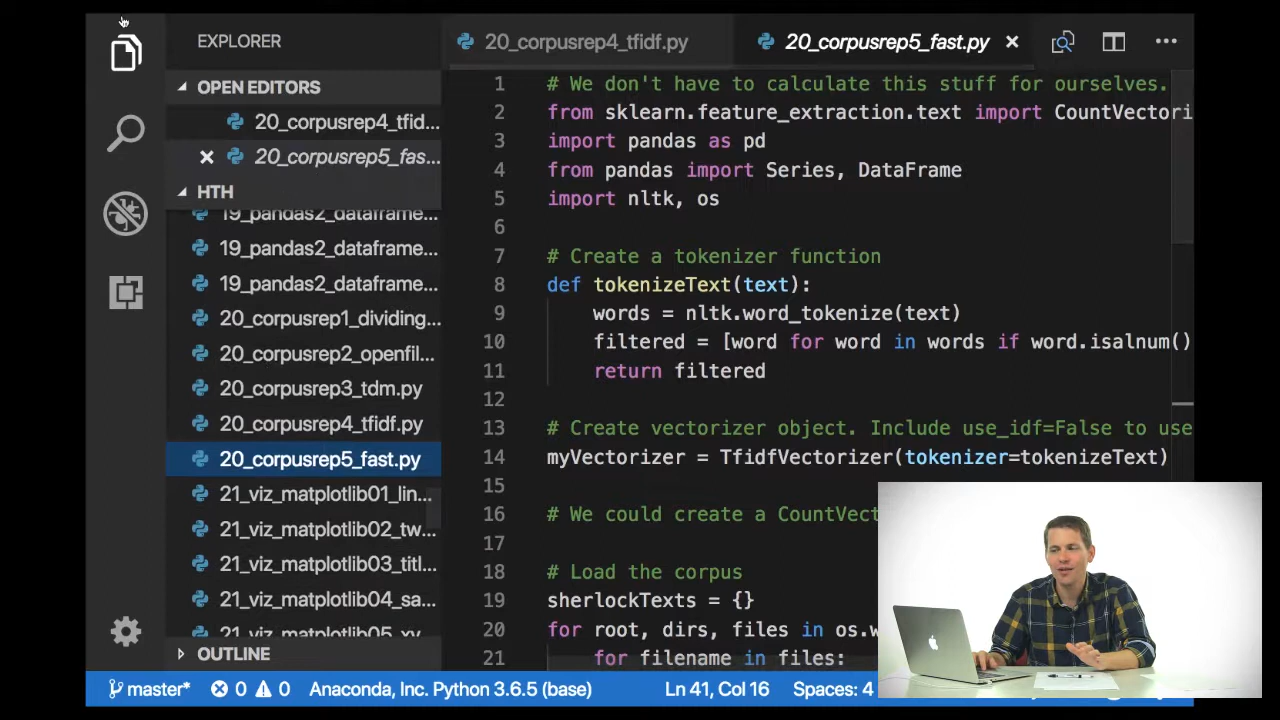 EXPLORER
OPEN EDITORS
20_corpusrep4_tfid...
20_corpusrep5_fas...
HTH
19_pandas2_dataframe...
19_pandas2_dataframe...
19_pandas2_dataframe...
20_corpusrep1_dividing...
20_corpusrep2_openfil...
20_corpusrep3_tdm.py
20_corpusrep4_tfidf.py
20_corpusrep5_fast.py
21_viz_matplotlib01_lin...
21_viz_matplotlib02_tw...
21_viz_matplotlib03_titl...
21_viz_matplotlib04_sa...
21_viz_matplotlib05_xy
OUTLINE
20_corpusrep4_tfidf.py
20_corpusrep5_fast.py
1 # We don't have to calculate this stuff for ourselves.
2 from sklearn.feature_extraction.text import CountVectori
3 import pandas as pd
4 from pandas import Series, DataFrame
5 import nltk, os
6
7 # Create a tokenizer function
8 def tokenizeText(text):
9 words = nltk.word_tokenize(text)
10 filtered = [word for word in words if word.isalnum()
11 return filtered
12
13 # Create vectorizer object. Include use_idf=False to use
14 myVectorizer = TfidfVectorizer(tokenizer=tokenizeText)
15
16 # We could create a CountVect
17
18 # Load the corpus
19 sherlockTexts = {}
20 for root, dirs, files in os.w
21 for filename in files:
master* 0 0 Anaconda, Inc. Python 3.6.5 (base) Ln 41, Col 16 Spaces: 4